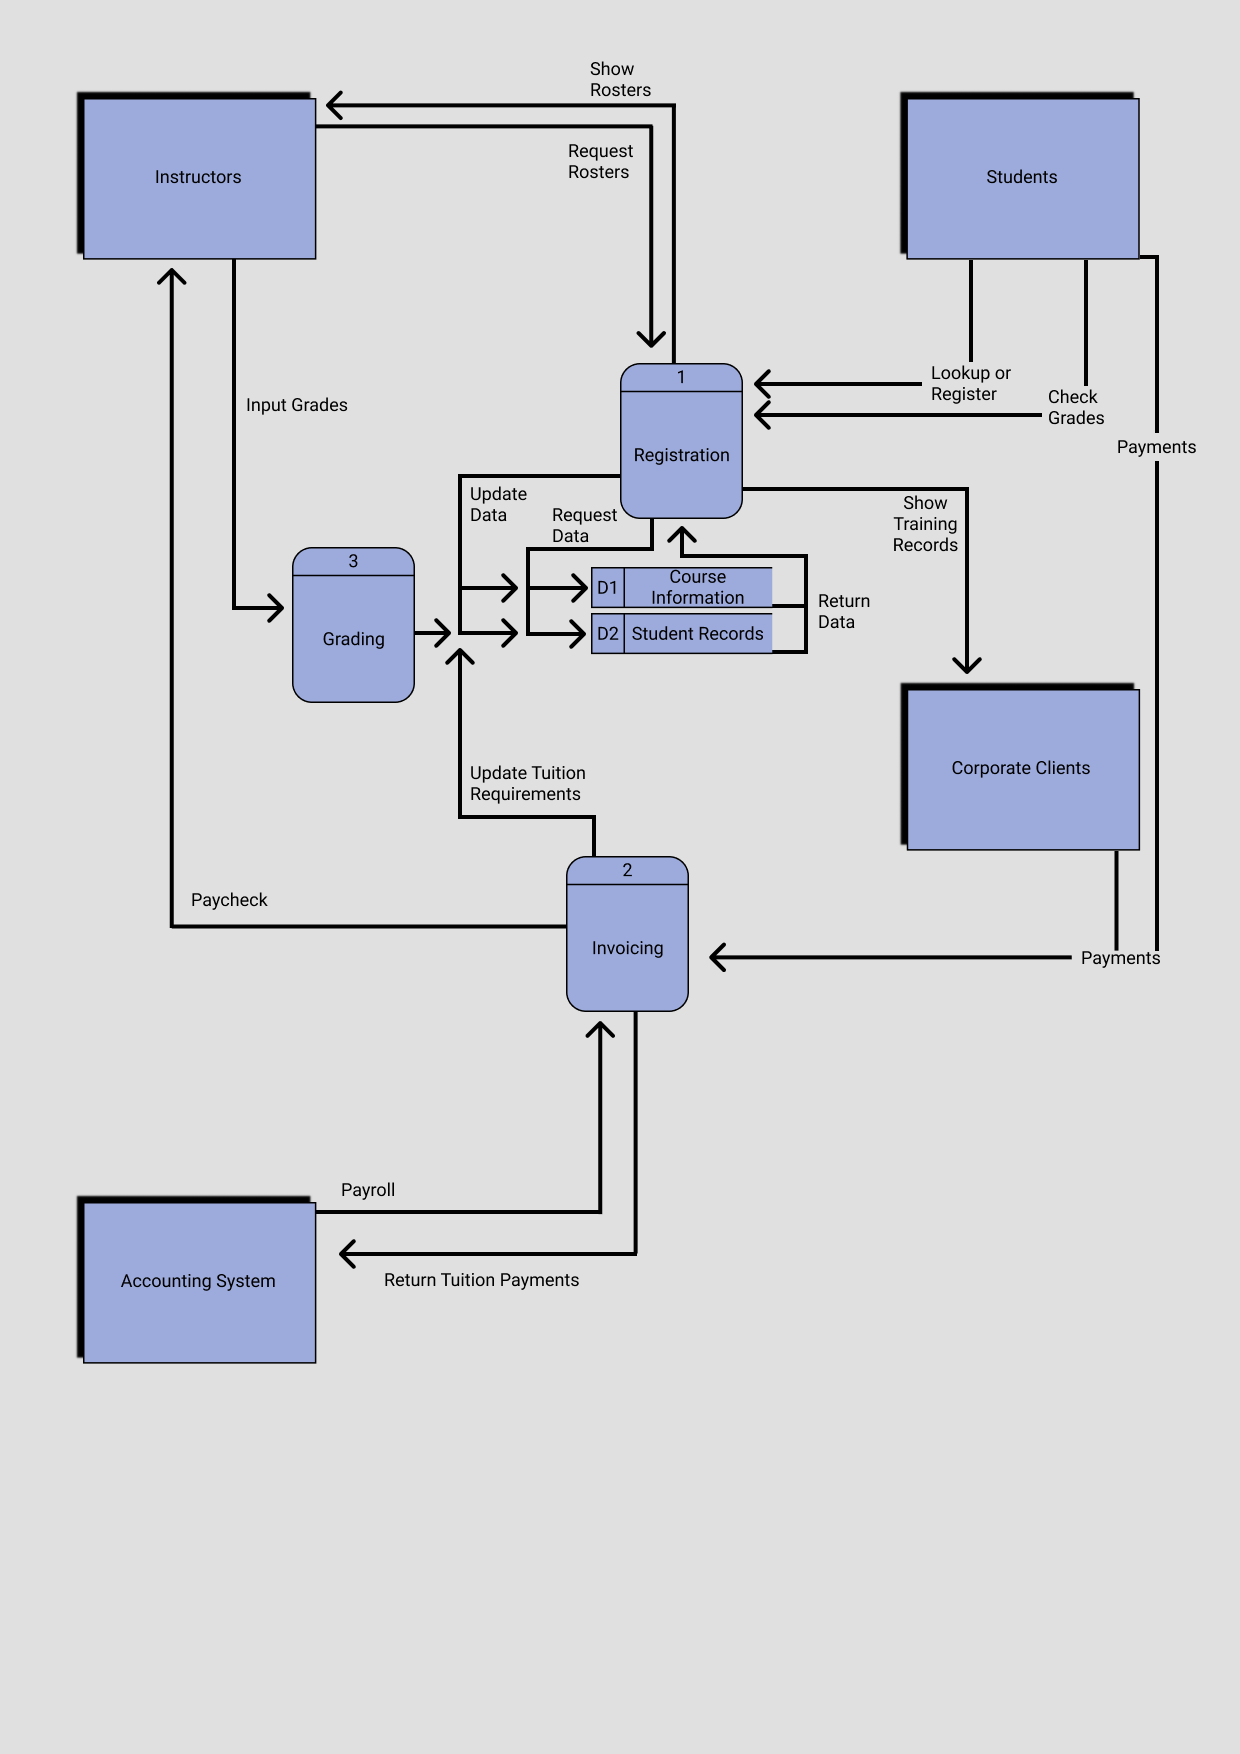 Show
Rosters
Instructors
Request
Rosters
Students
1
Registration
Lookup or
Register
Check
Grades
Input Grades
Payments
Update
Data
Request
Data
Show
Training
Records
3
Grading
D1
Course
Information
D2
Student Records
Return
Data
Corporate Clients
Update Tuition
Requirements
2
Invoicing
Paycheck
Payments
Payroll
Accounting System
Return Tuition Payments